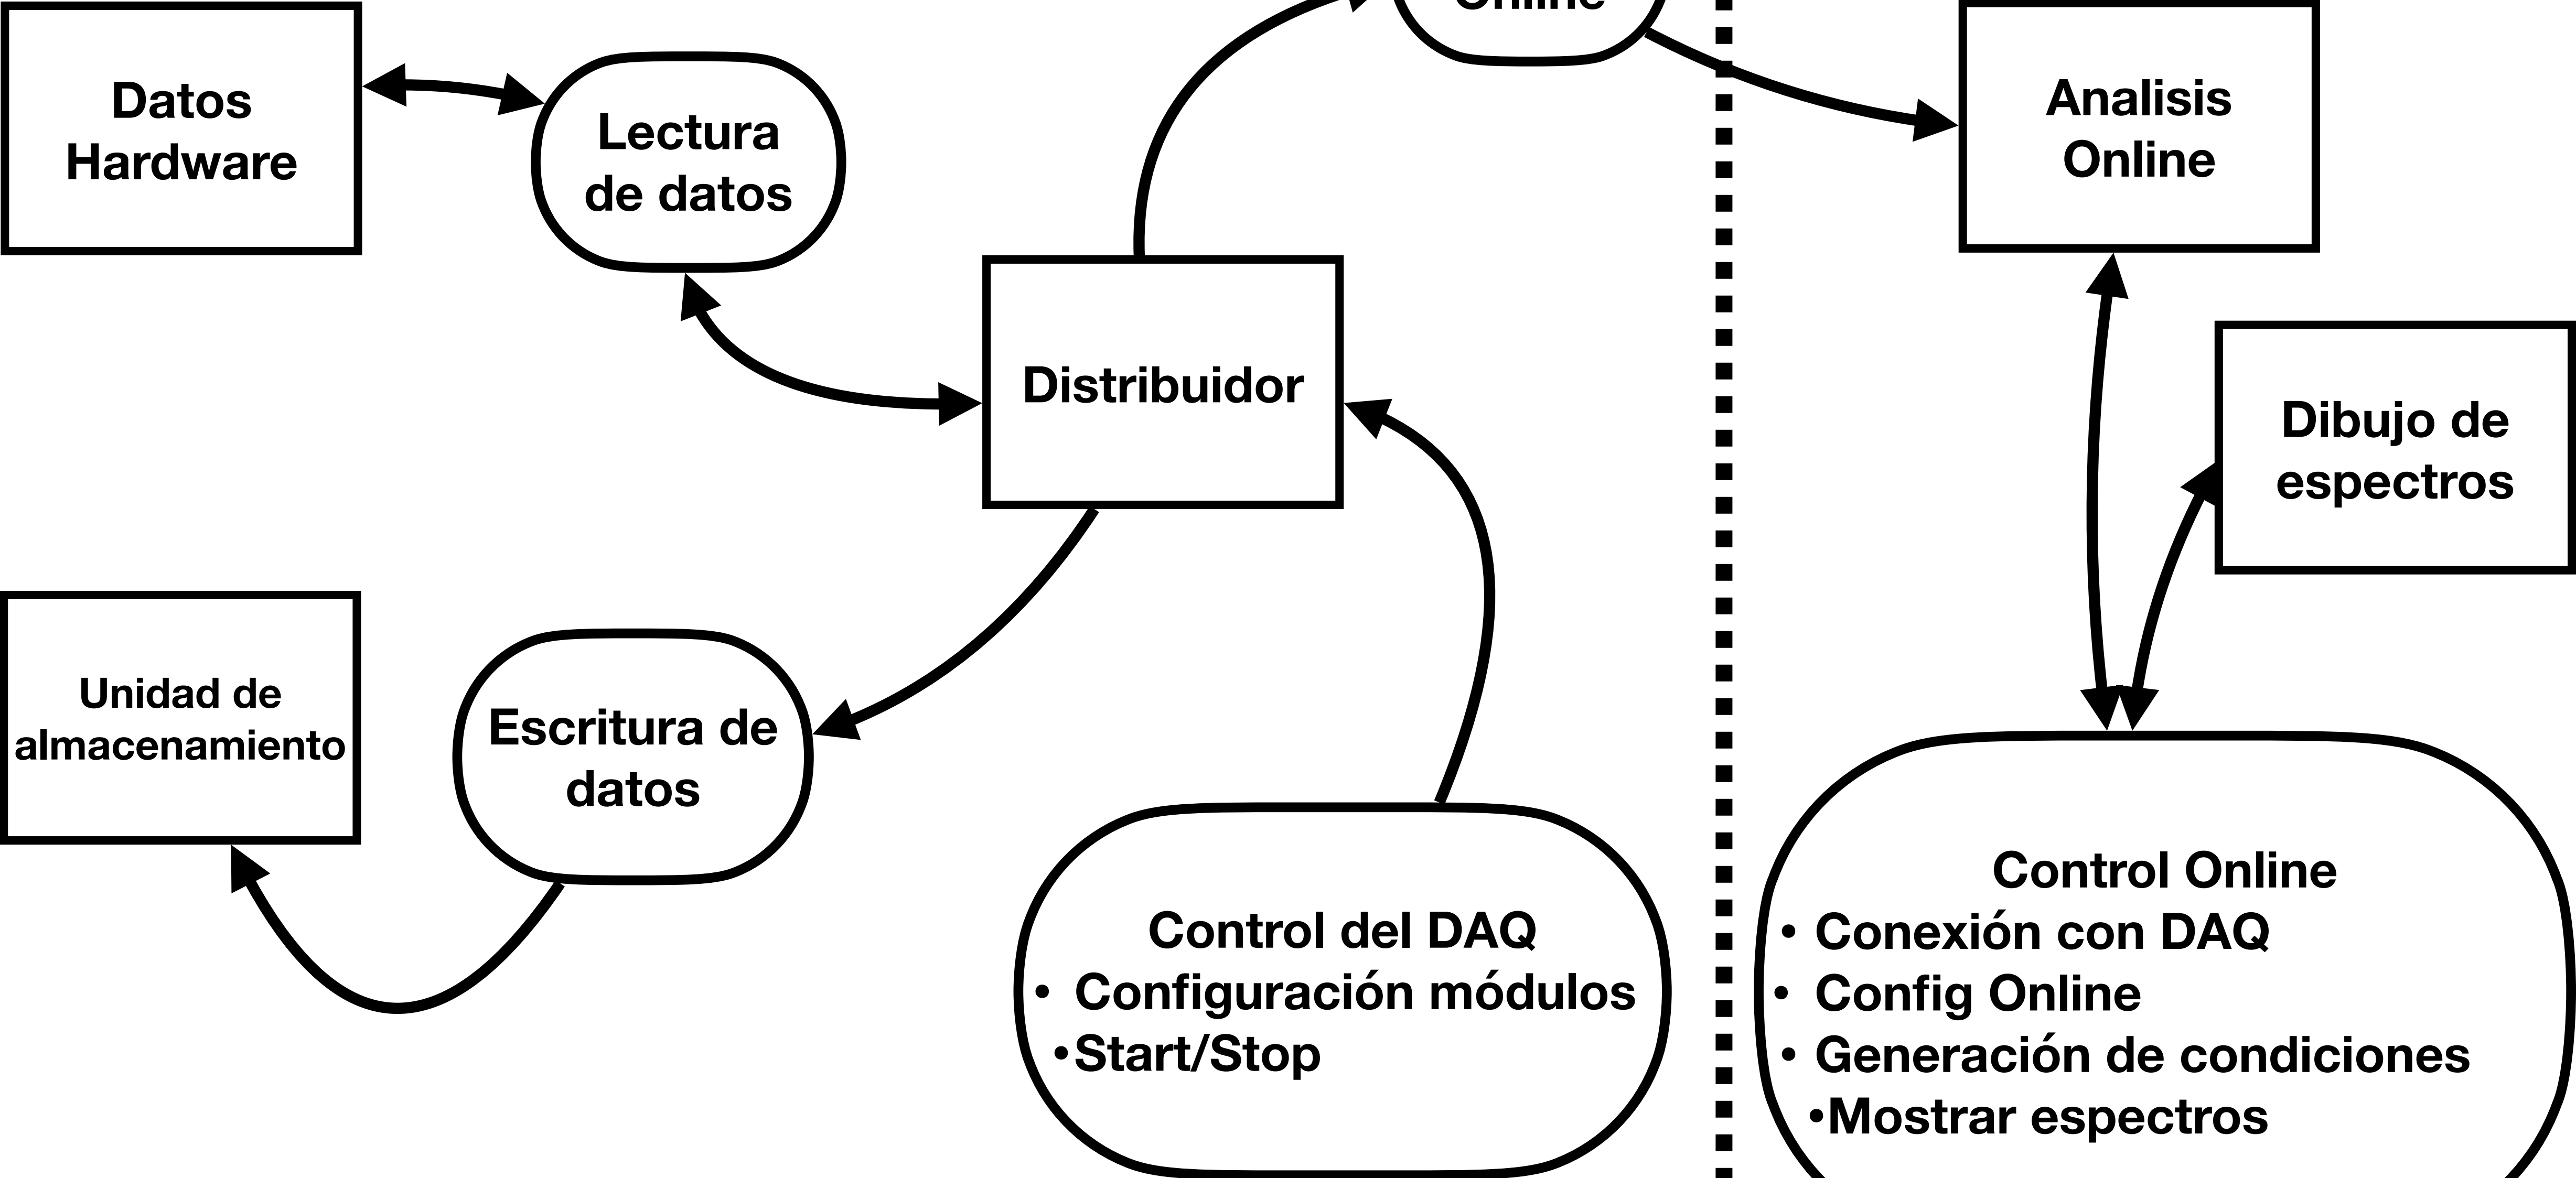 Online
Datos
Hardware
Lectura
de datos
Analisis
Online
Distribuidor
Dibujo de
espectros
Unidad de
almacenamiento
Escritura de
datos
Control del DAQ
• Configuración módulos
•Start/Stop
Control Online
• Conexión con DAQ
• Config Online
• Generación de condiciones
•Mostrar espectros